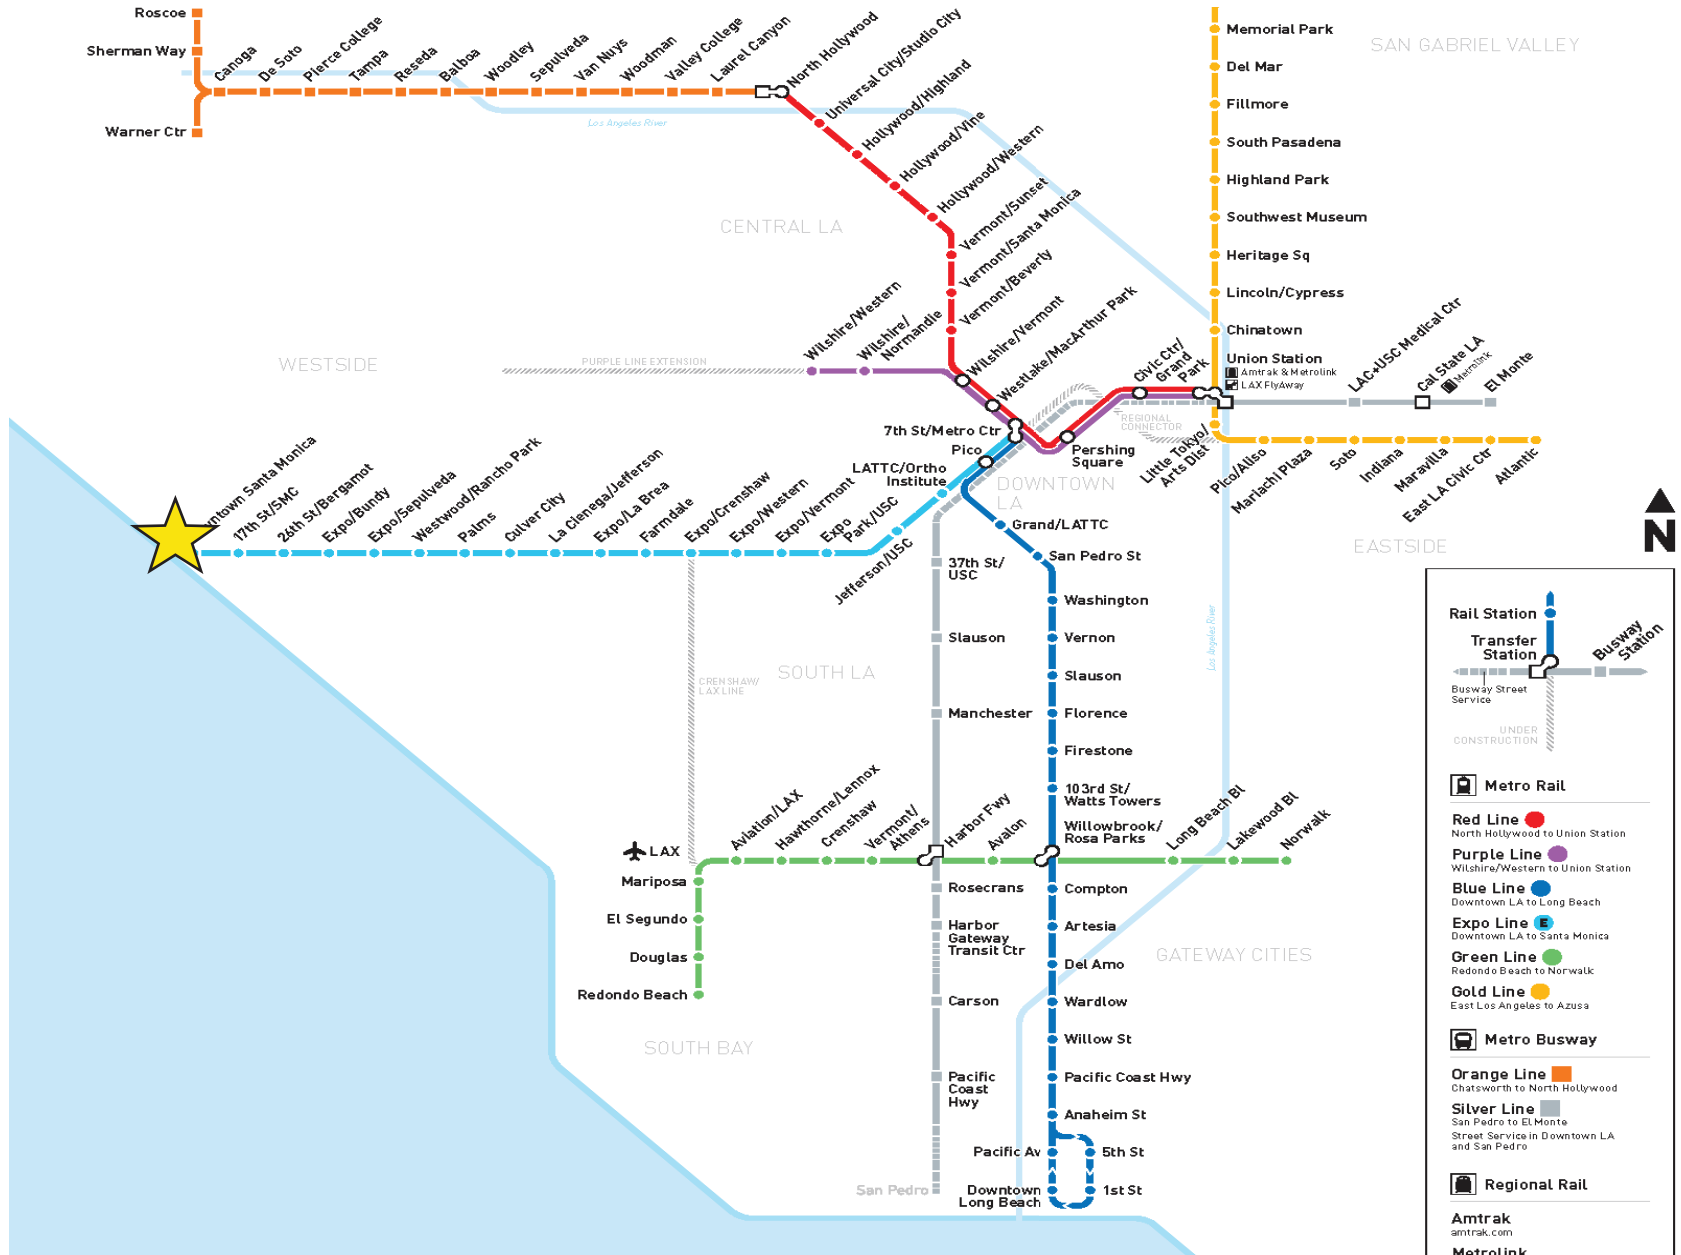 Roscoe
Sherman Way
Warner Ctr
Canoga
De Soto
Pierce College
Tampa
Reseda
Balboa
Woodley
Sepulveda
Van Nuys
Woodman
Valley College
Laurel Canyon
North Hollywood
Universal City/Studio City
Hollywood/Highland
Hollywood/Vine
Hollywood/Western
Vermont/Sunset
Vermont/Santa Monica
Vermont/Beverly
Wilshire/Vermont
Westlake/MacArthur Park
Los Angeles River
CENTRAL LA
SAN GABRIEL VALLEY
Memorial Park
Del Mar
Fillmore
South Pasadena
Highland Park
Southwest Museum
Heritage Sq
Lincoln/Cypress
Chinatown
Union Station
Amtrak & Metrolink
LAX FlyAway
WESTSIDE
PURPLE LINE EXTENSION
Wilshire/Western
Wilshire/
Normandie
Civic Ctr/
Grand
Park
LAC+USC Medical Ctr
Cal State LA
Metrolink
El Monte
REGIONAL
CONNECTOR
7th St/Metro Ctr
Pico
Pershing
Square
LATTC/Ortho
Institute
DOWNTOWN
LA
Little Tokyo/
Arts Dist
Pico/Aliso
Mariachi Plaza
Soto
Indiana
Maravilla
East LA Civic Ctr
Atlantic
EASTSIDE
N
ntown Santa Monica
17th St/SMC
26th St/Bergamot
Expo/Bundy
Expo/Sepulveda
Westwood/Rancho Park
Palms
Culver City
La Cienega/Jefferson
Expo/La Brea
Farmdale
Expo/Crenshaw
Expo/Western
Expo/Vermont
Expo
Park/USC
Jefferson/USC
Grand/LATTC
San Pedro St
Washington
Vernon
Slauson
Florence
Firestone
103rd St/
Watts Towers
Willowbrook/
Rosa Parks
37th St/
USC
Slauson
Manchester
Los Angeles River
SOUTH LA
CRENSHAW/
LAX LINE
LAX
Aviation/LAX
Hawthorne/Lennox
Crenshaw
Vermont/
Athens
Harbor Fwy
Avalon
Long Beach Bl
Lakewood Bl
Norwalk
Mariposa
El Segundo
Douglas
Redondo Beach
Rosecrans
Harbor
Gateway
Transit Ctr
Carson
Pacific
Coast
Hwy
San Pedro
Compton
Artesia
Del Amo
Wardlow
Willow St
Pacific Coast Hwy
Anaheim St
Pacific Av
5th St
Downtown
Long Beach
1st St
GATEWAY CITIES
SOUTH BAY
Rail Station
Transfer
Station
Busway
Station
Busway Street
Service
UNDER
CONSTRUCTION
Metro Rail
Red Line
North Hollywood to Union Station
Purple Line
Wilshire/Western to Union Station
Blue Line
Downtown LA to Long Beach
Expo Line E
Downtown LA to Santa Monica
Green Line
Redondo Beach to Norwalk
Gold Line
East Los Angeles to Azusa
Metro Busway
Orange Line
Chatsworth to North Hollywood
Silver Line
San Pedro to El Monte
Street Service in Downtown LA
and San Pedro
Regional Rail
Amtrak
amtrak.com
Metrolink